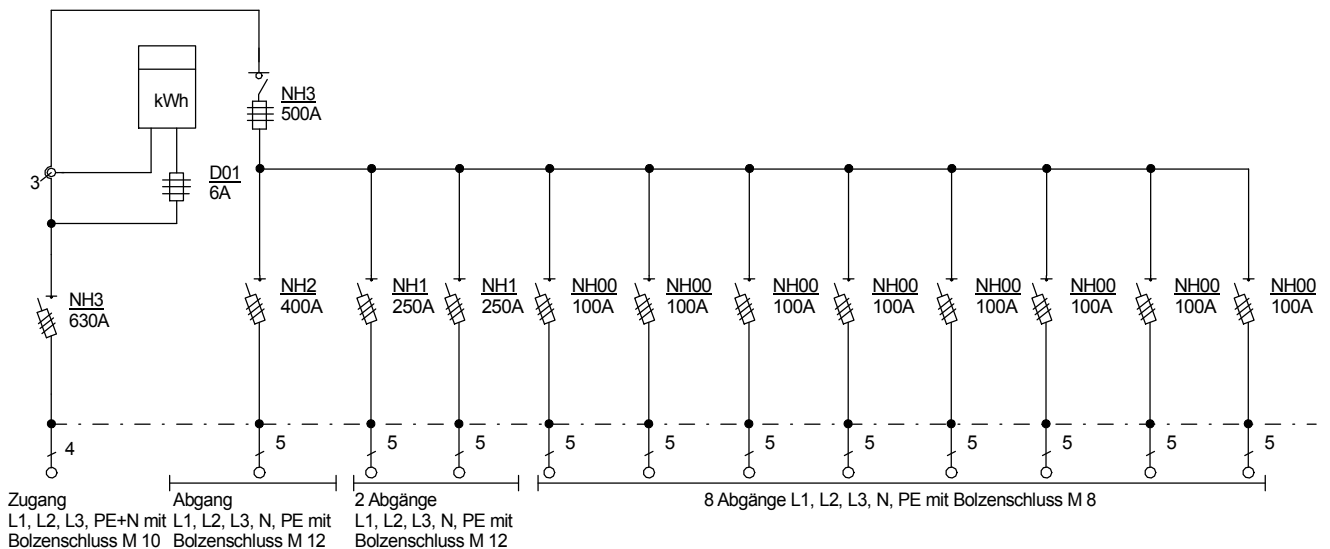 kWh
NH3
500A
3
D01
6A
NH3
630A
NH2
400A
NH1
250A
NH1
250A
NH00
100A
NH00
100A
NH00
100A
NH00
100A
NH00
100A
NH00
100A
NH00
100A
NH00
100A
4
5
5
5
5
5
5
5
5
5
5
5
Zugang
L1, L2, L3, PE+N mit
Bolzenschluss M 10
Abgang
L1, L2, L3, N, PE mit
Bolzenschluss M 12
2 Abgänge
L1, L2, L3, N, PE mit
Bolzenschluss M 12
8 Abgänge L1, L2, L3, N, PE mit Bolzenschluss M 8